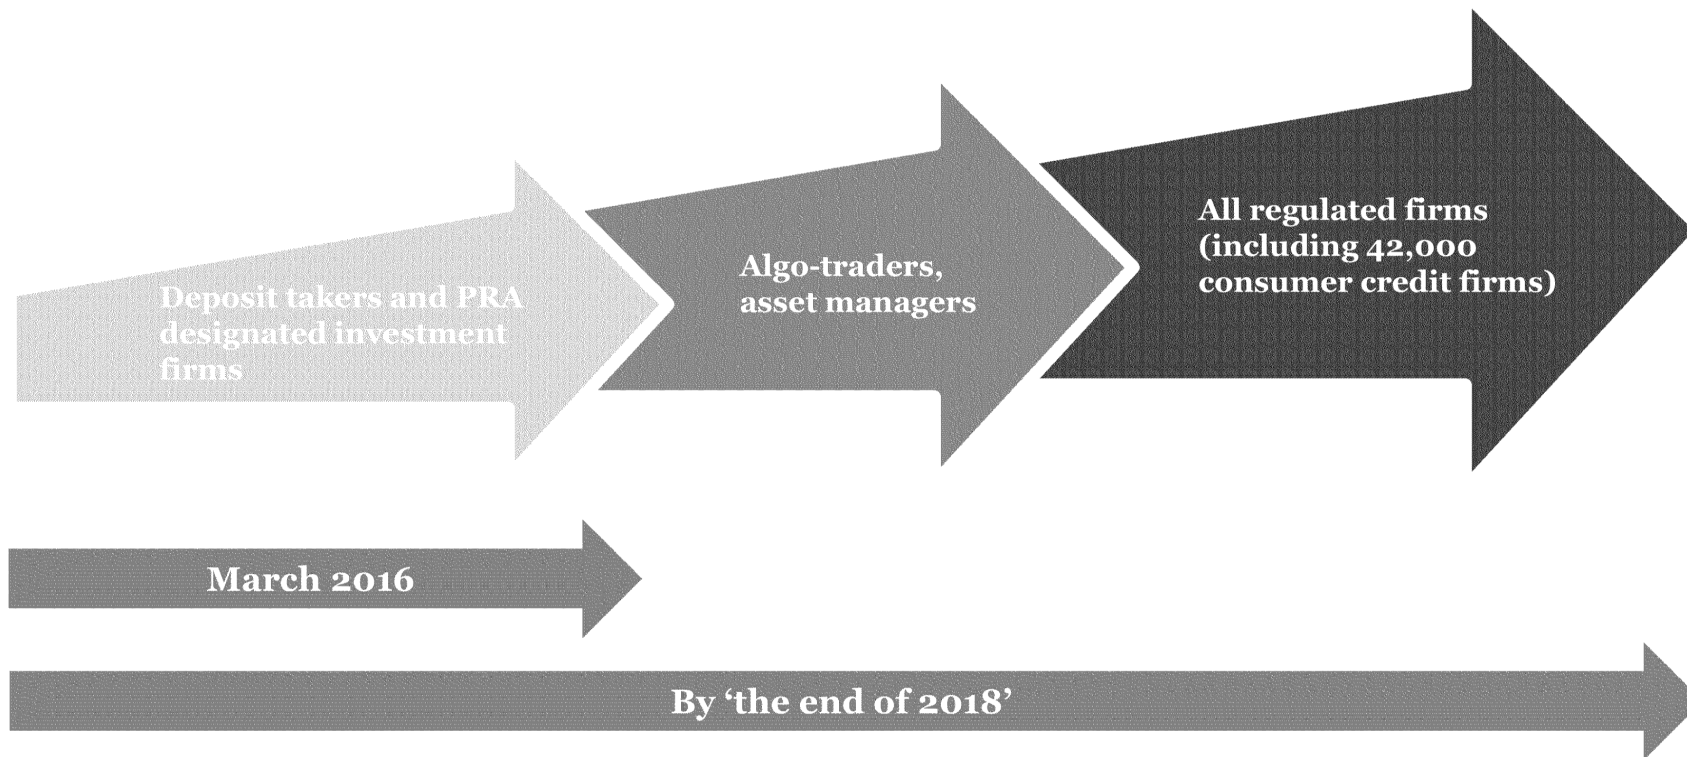 Deposit takers and PRA
designated investment
firms
Algo-traders,
asset managers
All regulated firms
(including 42,000
consumer credit firms)
March 2016
By ‘the end of 2018’